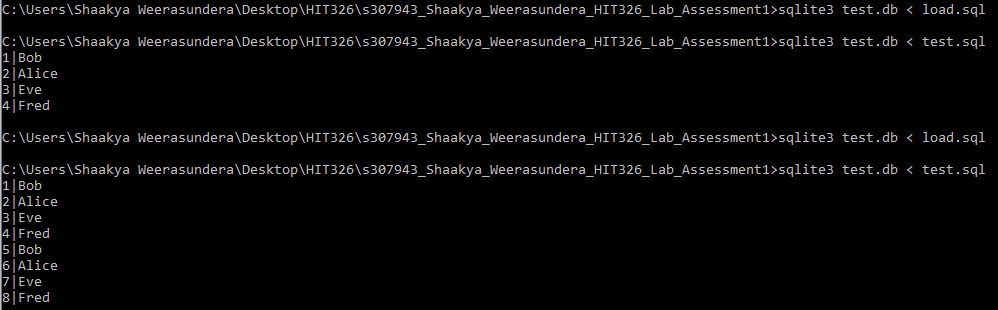 C:\Users\Shaakya Weerasundera\Desktop\HIT326\s307943_Shaakya_Weerasundera_HIT326_Lab_Assessment1>sqlite3 test.db < load.sql
C:\Users\Shaakya Weerasundera\Desktop\HIT326\s307943_Shaakya_Weerasundera_HIT326_Lab_Assessment1>sqlite3 test.db < test.sql
1|Bob
2|Alice
3|Eve
4|Fred
C:\Users\Shaakya Weerasundera\Desktop\HIT326\s307943_Shaakya_Weerasundera_HIT326_Lab_Assessment1>sqlite3 test.db < load.sql
C:\Users\Shaakya Weerasundera\Desktop\HIT326\s307943_Shaakya_Weerasundera_HIT326_Lab_Assessment1>sqlite3 test.db < test.sql
1|Bob
2|Alice
3|Eve
4|Fred
5|Bob
6|Alice
7|Eve
8|Fred